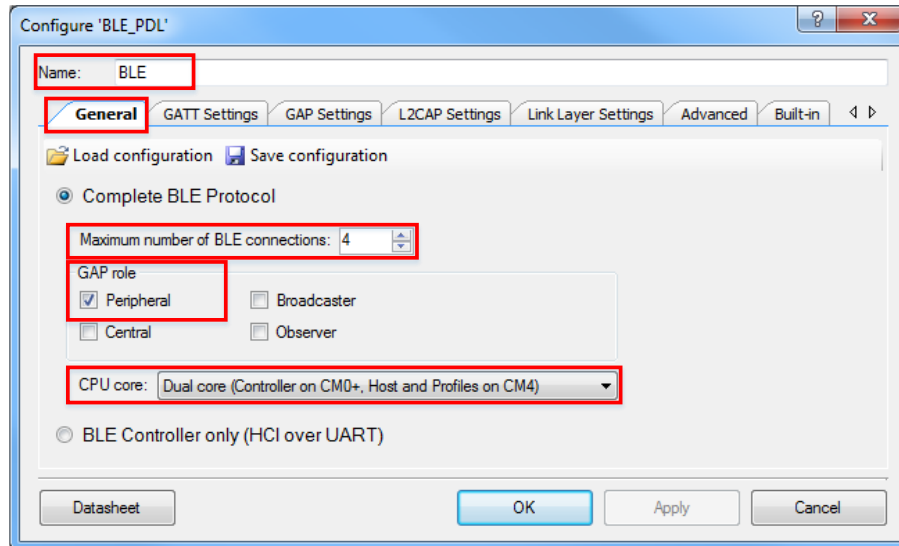 Configure 'BLE_PDL'
Name: BLE
General GATT Settings GAP Settings L2CAP Settings Link Layer Settings Advanced Built-in
Load configuration Save configuration
Complete BLE Protocol
Maximum number of BLE connections: 4
GAP role
Peripheral Broadcaster
Central Observer
CPU core: Dual core (Controller on CM0+, Host and Profiles on CM4)
BLE Controller only (HCI over UART)
Datasheet OK Apply Cancel